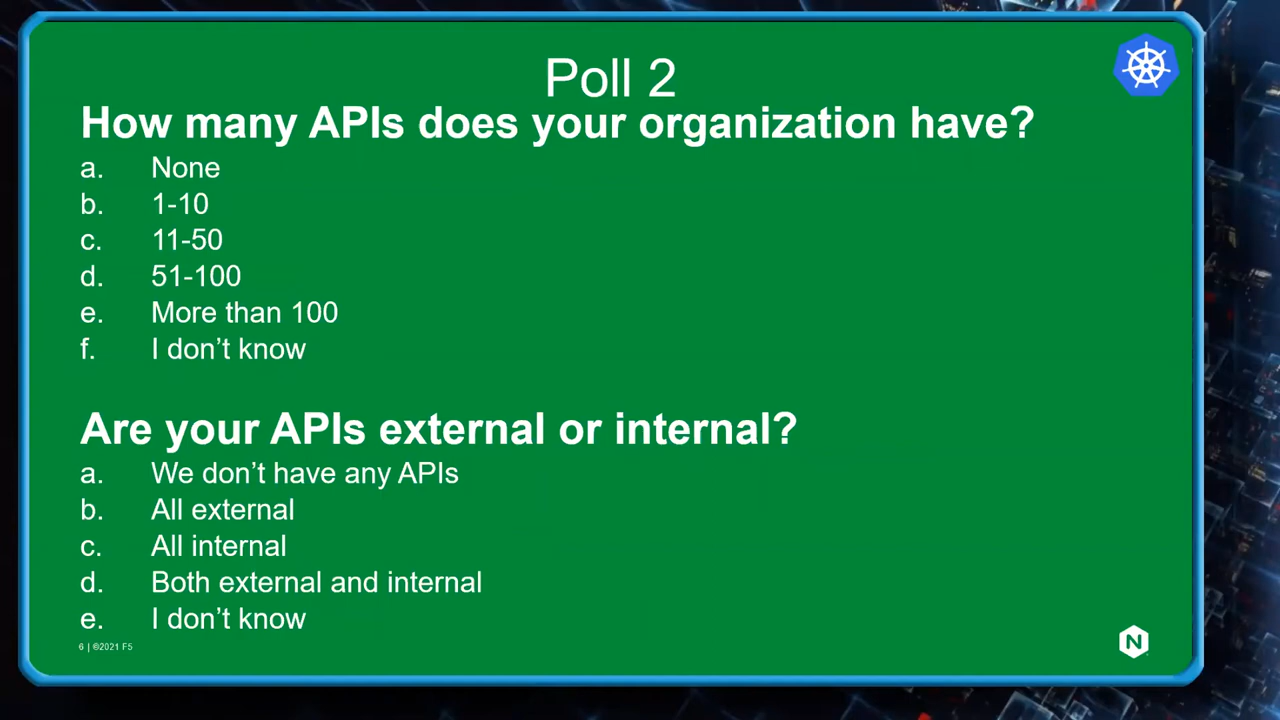 Poll 2
How many APIs does your organization have?
a. None
b. 1-10
c. 11-50
d. 51-100
e. More than 100
f. I don’t know
Are your APIs external or internal?
a. We don’t have any APIs
b. All external
c. All internal
d. Both external and internal
e. I don’t know
6 | ©2021 F5
N